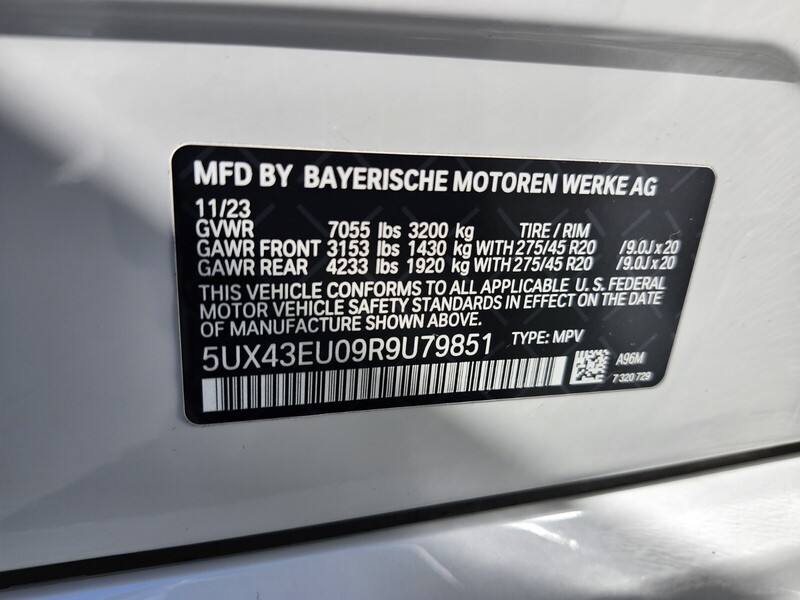 MFD BY BAYERISCHE MOTOREN WERKE AG
11/23
GVWR 7055 lbs 3200 kg TIRE / RIM
GAWR FRONT 3153 lbs 1430 kg WITH 275/45 R20 /9.0J x 20
GAWR REAR 4233 lbs 1920 kg WITH 275/45 R20 /9.0J x 20
THIS VEHICLE CONFORMS TO ALL APPLICABLE U. S. FEDERAL
MOTOR VEHICLE SAFETY STANDARDS IN EFFECT ON THE DATE
OF MANUFACTURE SHOWN ABOVE.
5UX43EU09R9U79851 TYPE: MPV
A96M
7 320 729